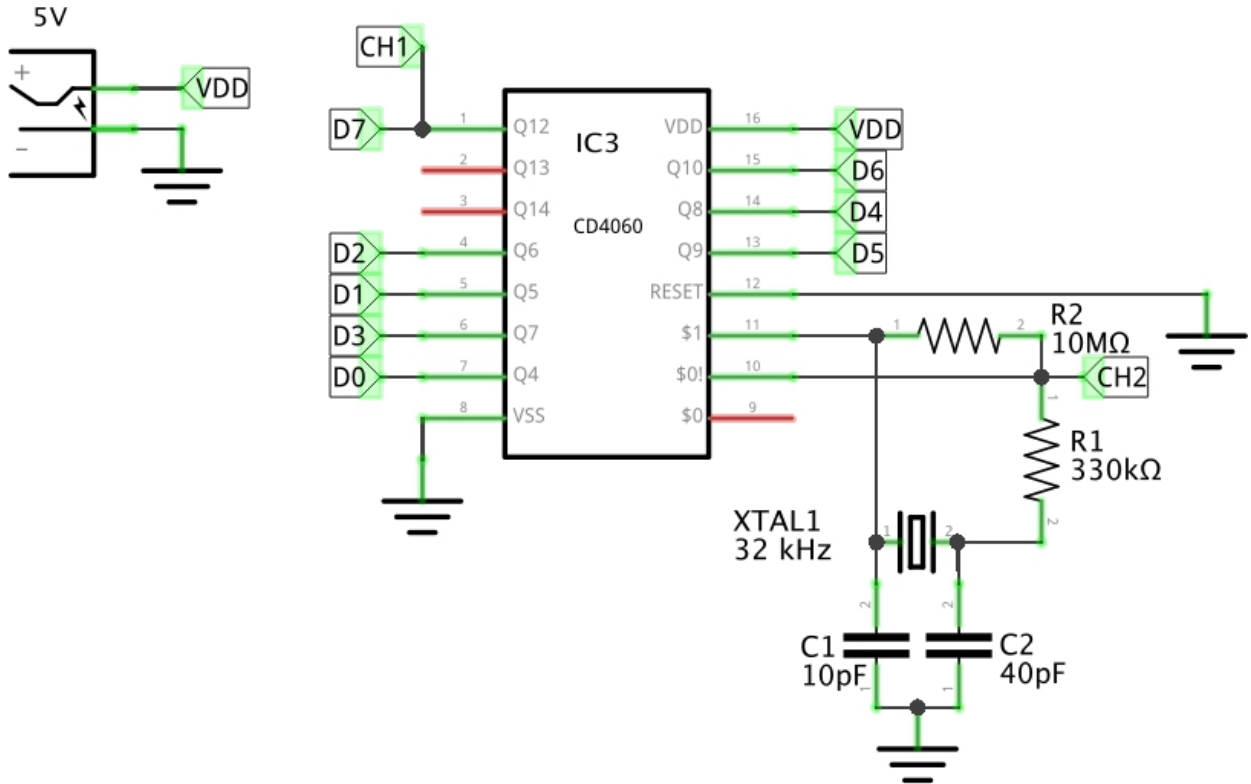 5V
+
VDD
−
CH1
D7
1
Q12
2
Q13
3
Q14
D2
4
Q6
D1
5
Q5
D3
6
Q7
D0
7
Q4
8
VSS
IC3
CD4060
VDD
16
VDD
Q10
15
D6
Q8
14
D4
Q9
13
D5
RESET
12
$1
11
$0!
10
$0
9
1
2
R2
10MΩ
CH2
1
R1
330kΩ
2
XTAL1
32 kHz
1
2
2
2
C1
10pF
C2
40pF
1
1